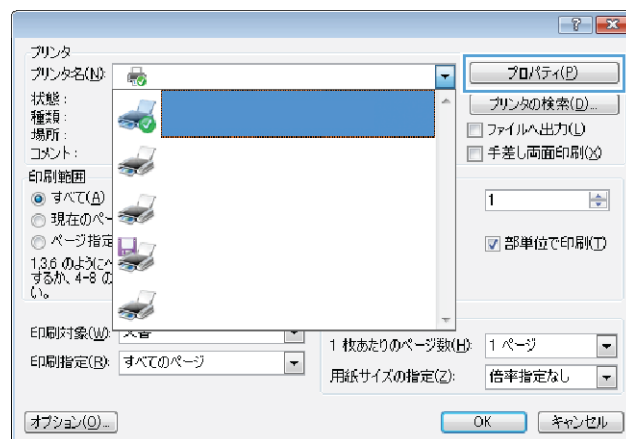 プリンタ
プリンタ名(N):
プロパティ(P)
状態:
種類:
場所:
コメント:
プリンタの検索(D)...
ファイルへ出力(L)
手差し両面印刷(X)
印刷範囲
すべて(A)
現在のペー
ページ指定
1,3,6 のようにペ
するか、4-8 の
い。
1
部単位で印刷(T)
印刷対象(W):
印刷指定(R): すべてのページ
1 枚あたりのページ数(H): 1 ページ
用紙サイズの指定(Z): 倍率指定なし
オプション(O)...
OK
キャンセル